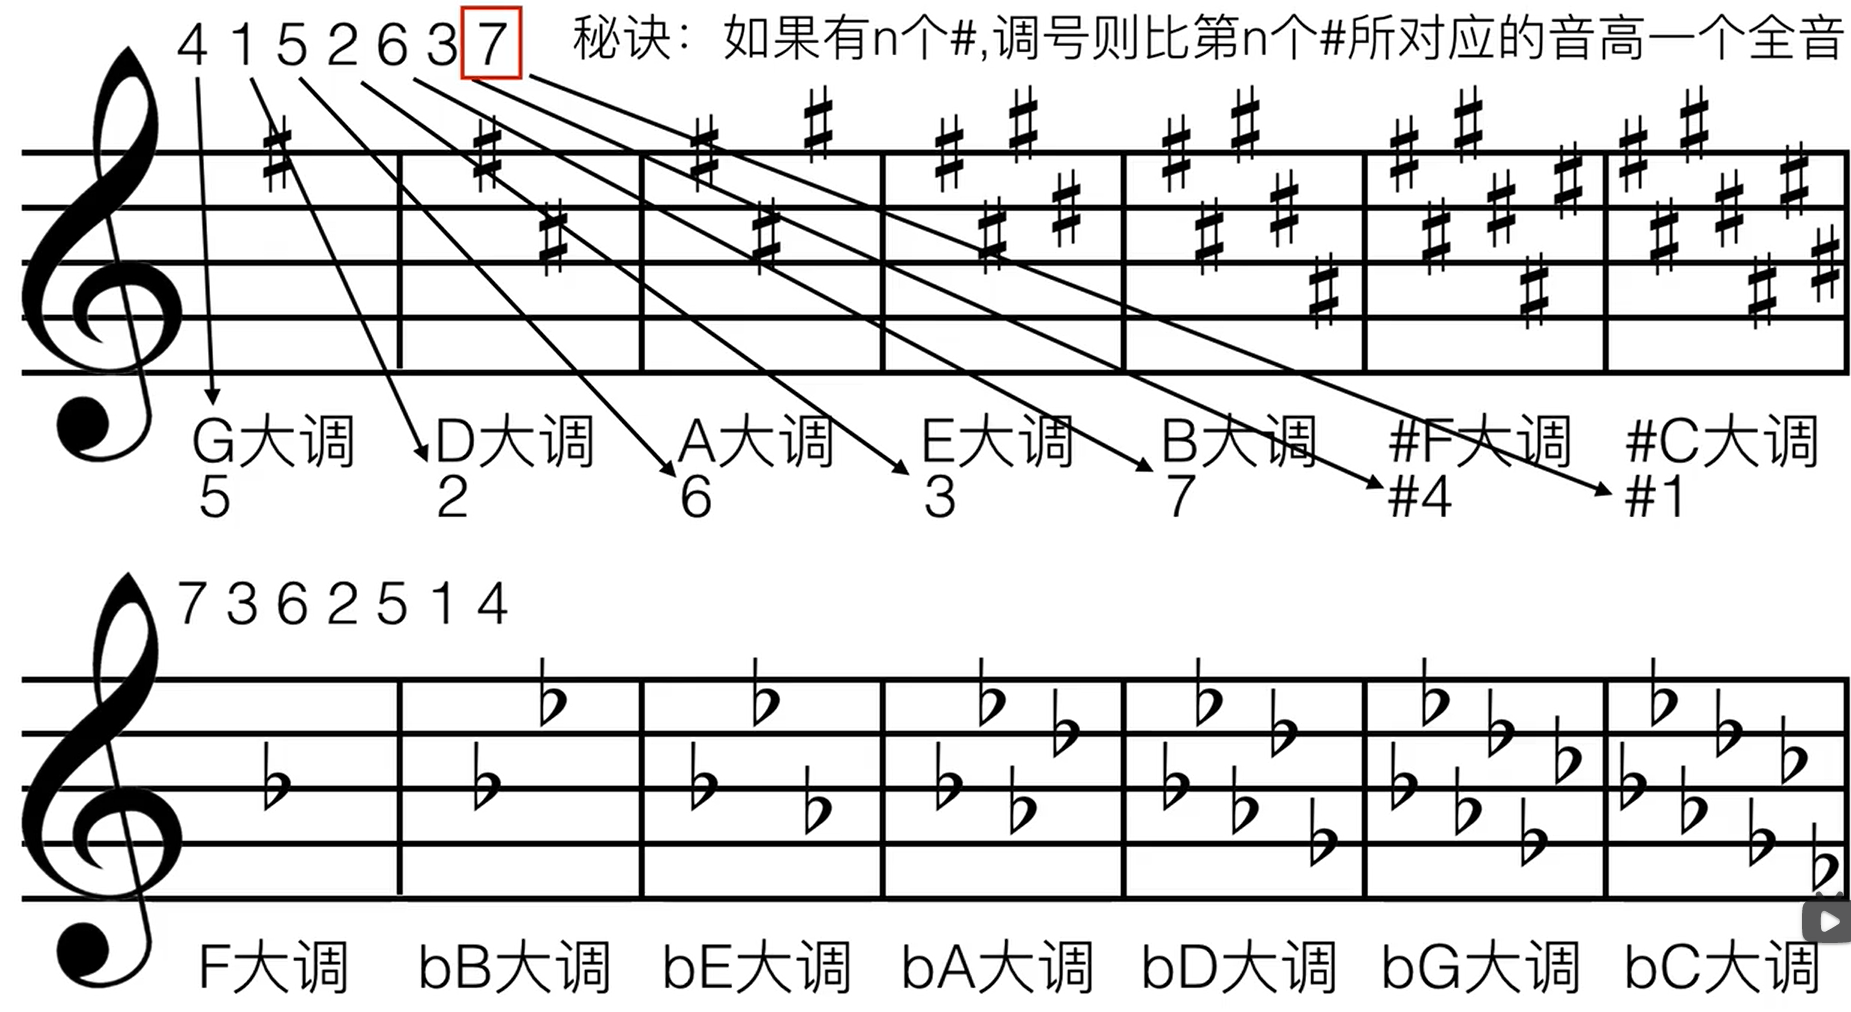 4 1 5 2 6 3 7 秘诀：如果有n个#,调号则比第n个#所对应的音高一个全音
G大调 D大调 A大调 E大调 B大调 #F大调 #C大调
5 2 6 3 7 #4 #1
7 3 6 2 5 1 4
F大调 bB大调 bE大调 bA大调 bD大调 bG大调 bC大调